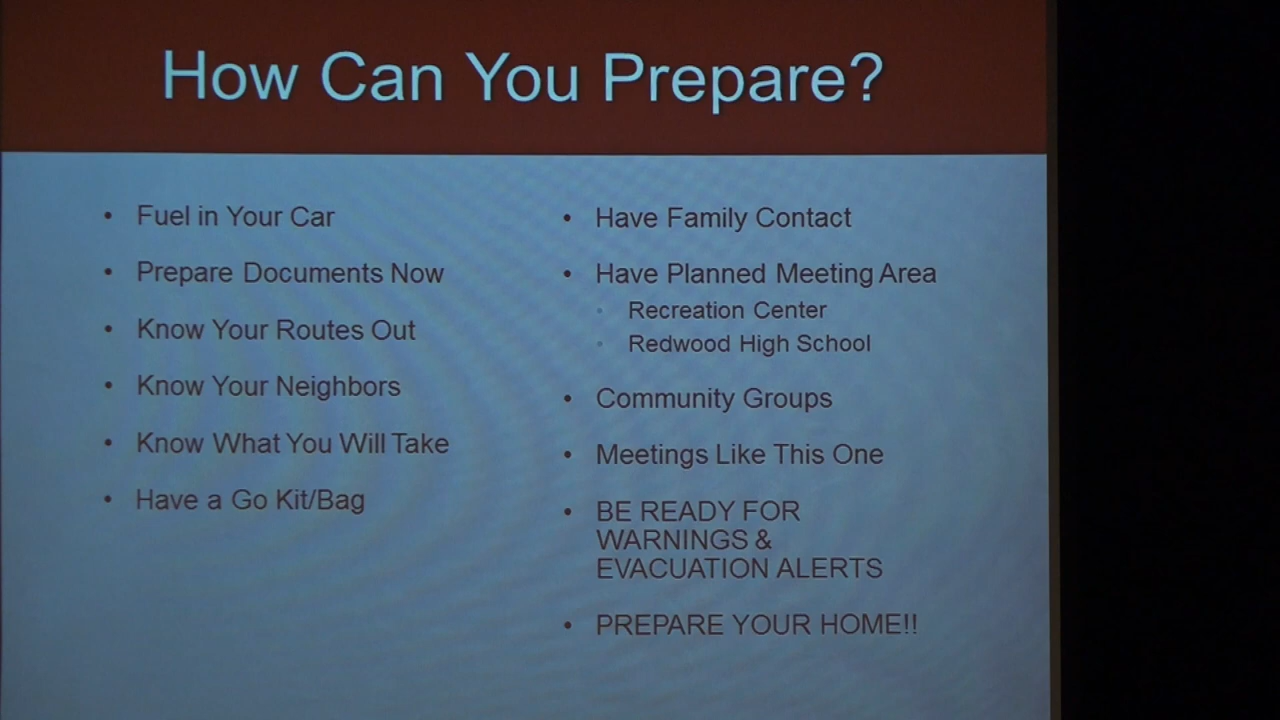 How Can You Prepare?
• Fuel in Your Car
• Prepare Documents Now
• Know Your Routes Out
• Know Your Neighbors
• Know What You Will Take
• Have a Go Kit/Bag
• Have Family Contact
• Have Planned Meeting Area
• Recreation Center
• Redwood High School
• Community Groups
• Meetings Like This One
• BE READY FOR
WARNINGS &
EVACUATION ALERTS
• PREPARE YOUR HOME!!